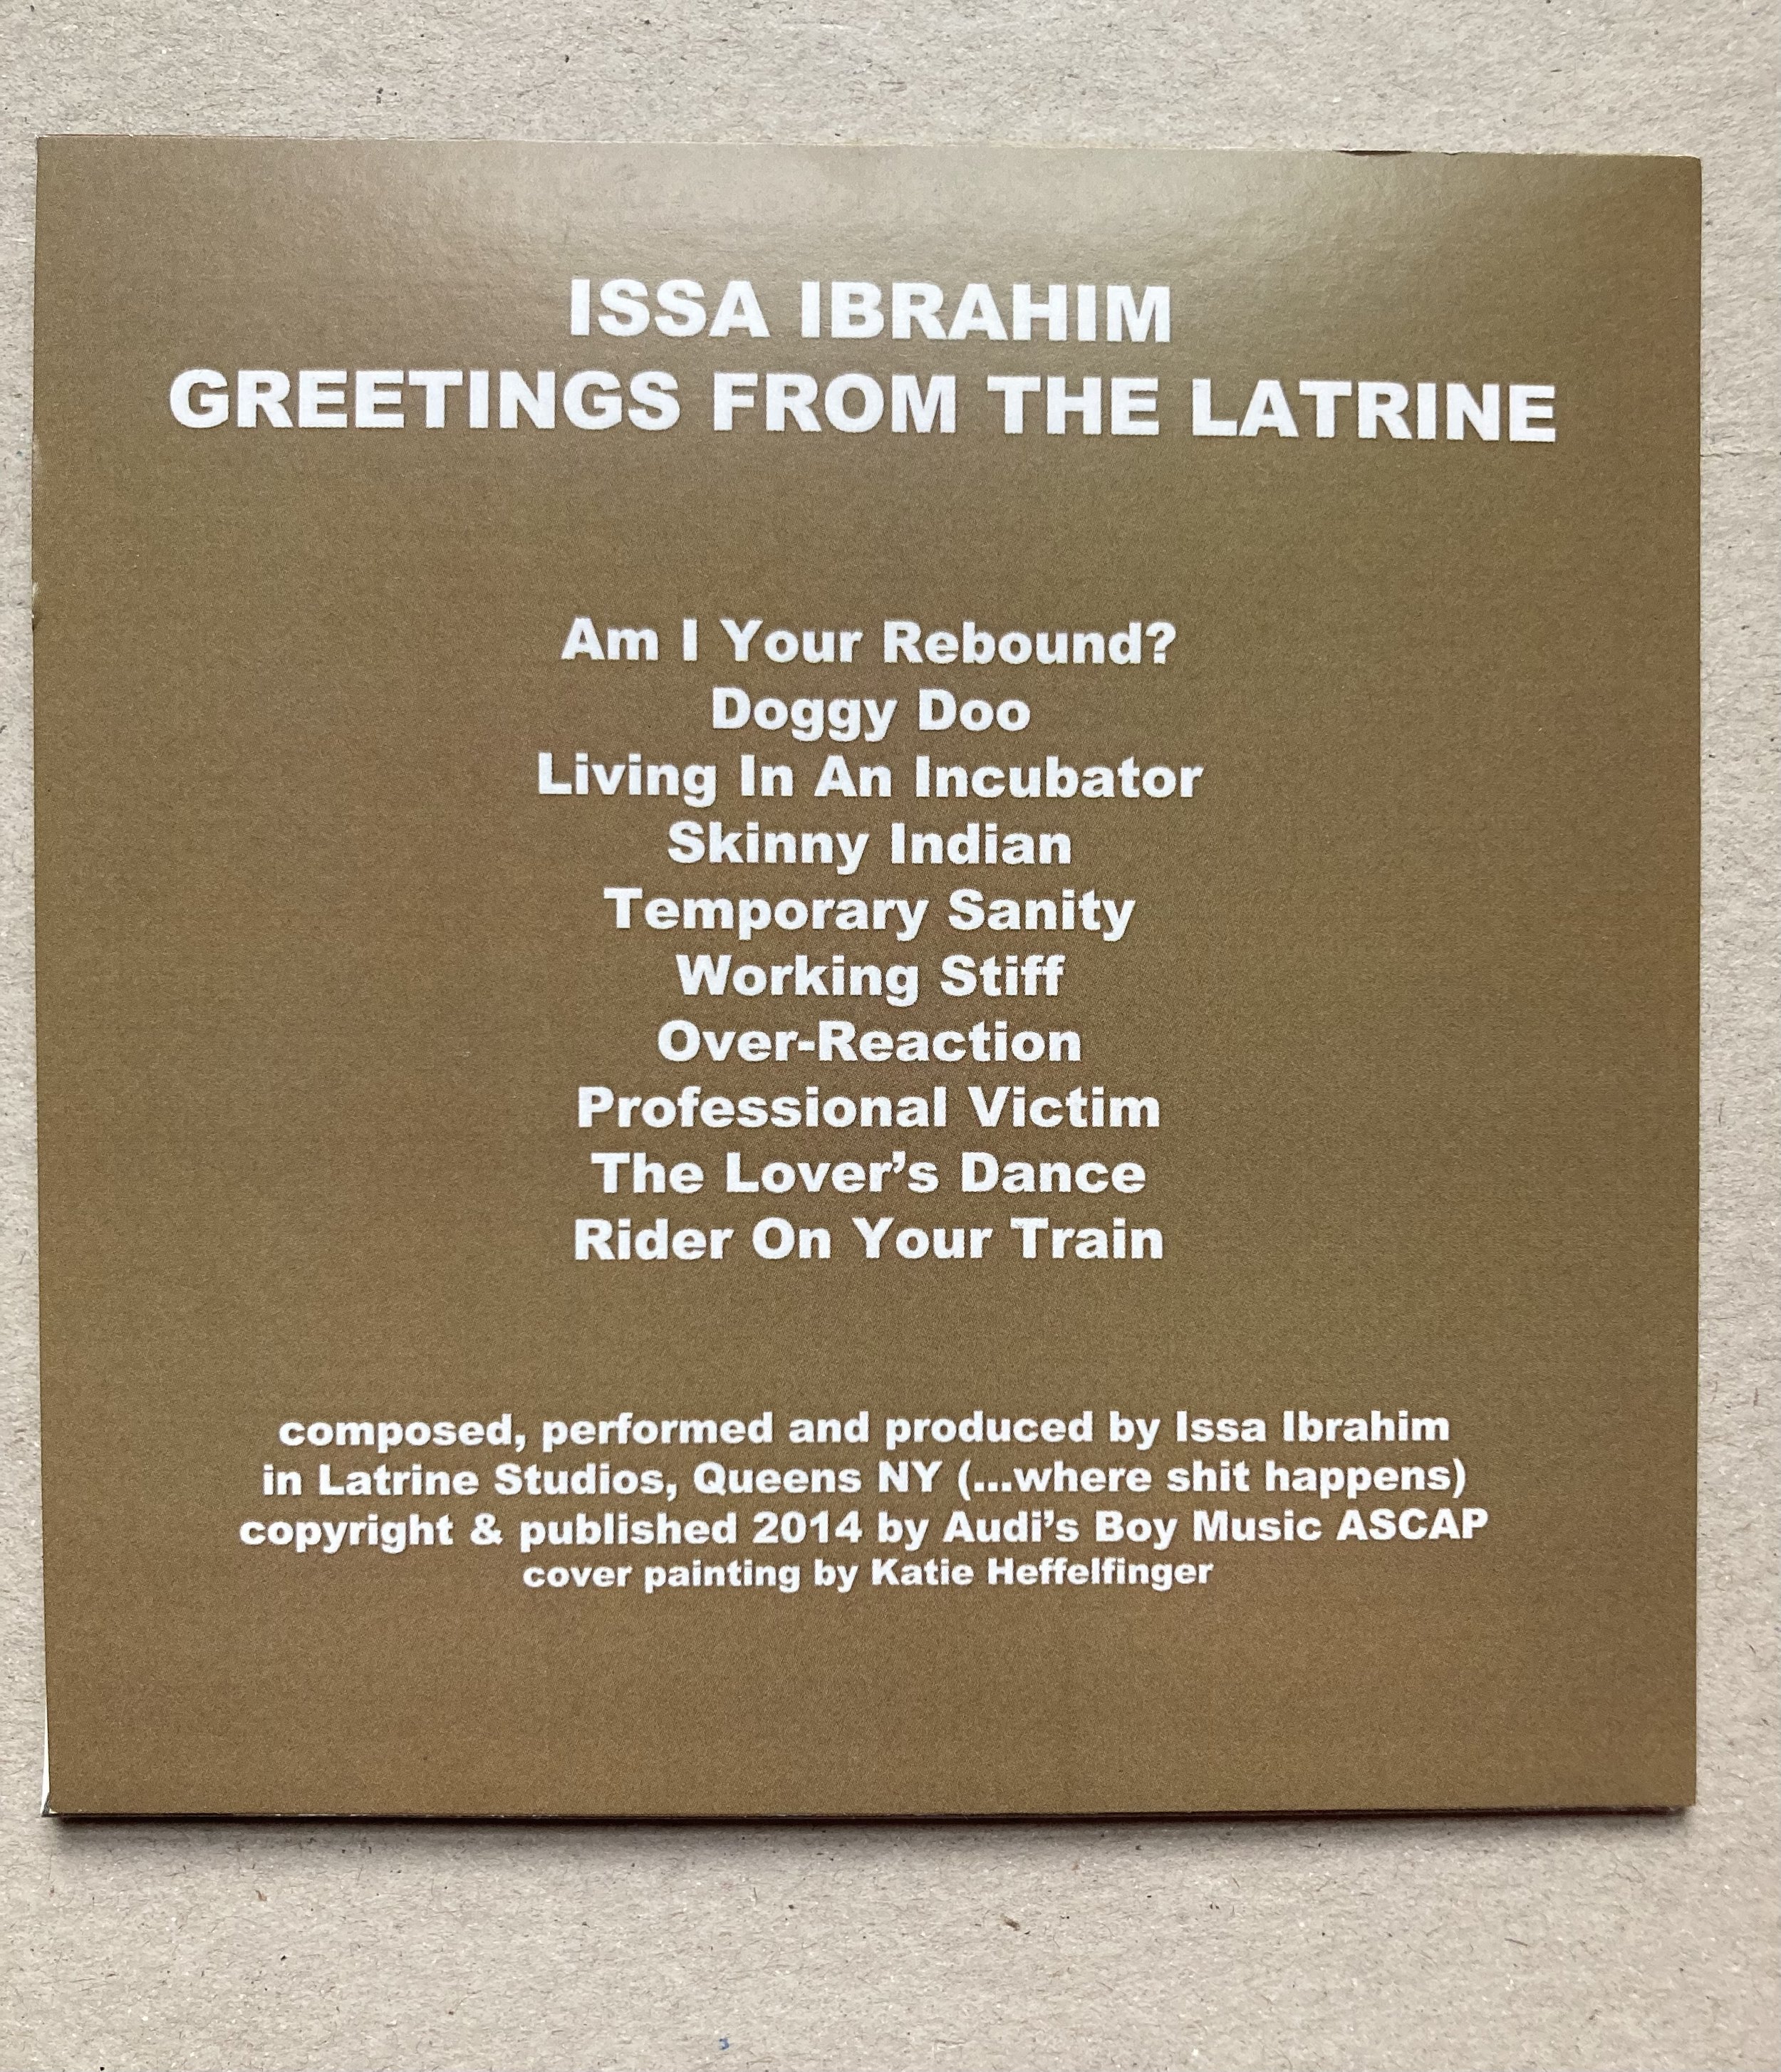 ISSA IBRAHIM
GREETINGS FROM THE LATRINE
Am I Your Rebound?
Doggy Doo
Living In An Incubator
Skinny Indian
Temporary Sanity
Working Stiff
Over-Reaction
Professional Victim
The Lover’s Dance
Rider On Your Train
composed, performed and produced by Issa Ibrahim
in Latrine Studios, Queens NY (...where shit happens)
copyright & published 2014 by Audi’s Boy Music ASCAP
cover painting by Katie Heffelfinger